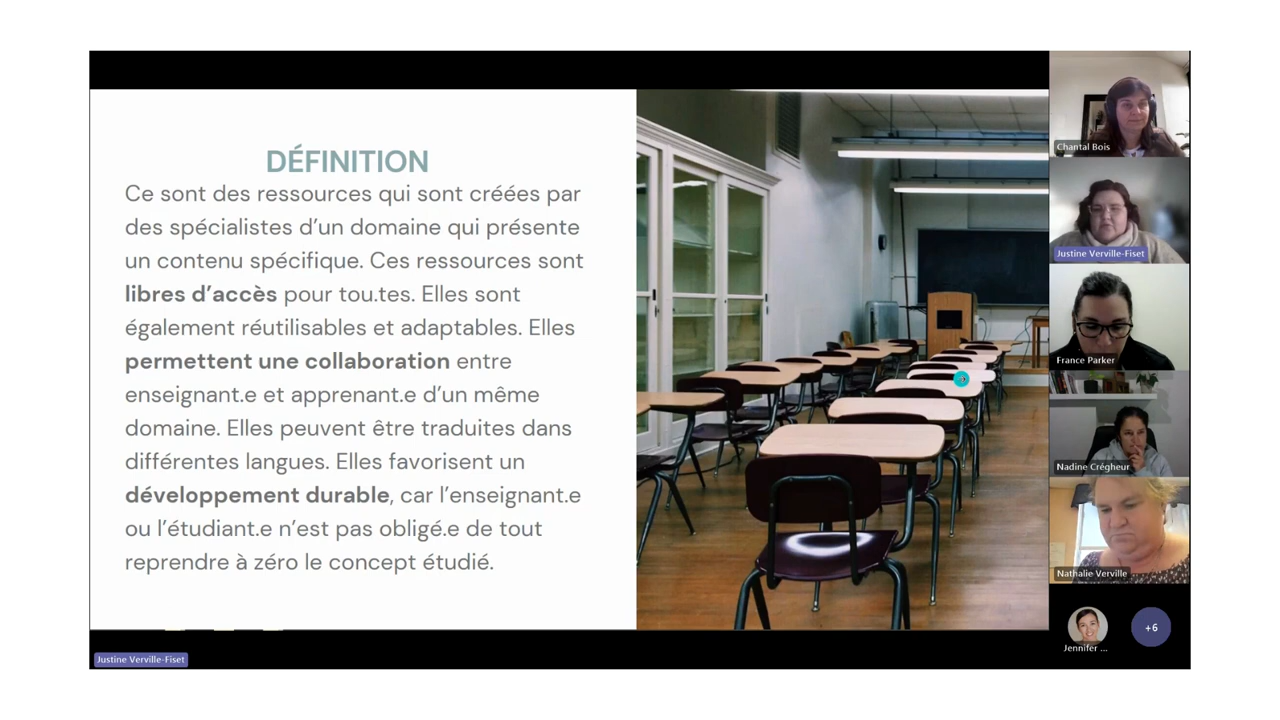 DÉFINITION
Ce sont des ressources qui sont créées par
des spécialistes d’un domaine qui présente
un contenu spécifique. Ces ressources sont
libres d’accès pour tou.tes. Elles sont
également réutilisables et adaptables. Elles
permettent une collaboration entre
enseignant.e et apprenant.e d’un même
domaine. Elles peuvent être traduites dans
différentes langues. Elles favorisent un
développement durable, car l’enseignant.e
ou l’étudiant.e n’est pas obligé.e de tout
reprendre à zéro le concept étudié.
Justine Verville-Fiset
Chantal Bois
Justine Verville-Fiset
France Parker
Nadine Crégheur
Nathalie Verville
Jennifer ...
+6